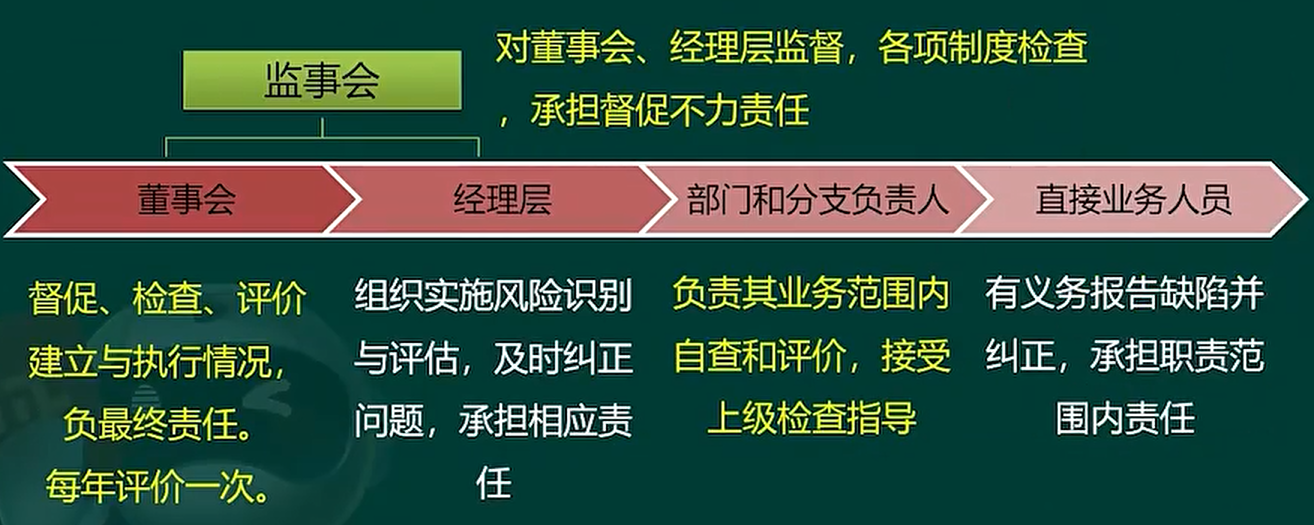 监事会
对董事会、经理层监督，各项制度检查
，承担督促不力责任
董事会
经理层
部门和分支负责人
直接业务人员
督促、检查、评价
建立与执行情况，
负最终责任。
每年评价一次。
组织实施风险识别
与评估，及时纠正
问题，承担相应责
任
负责其业务范围内
自查和评价，接受
上级检查指导
有义务报告缺陷并
纠正，承担职责范
围内责任